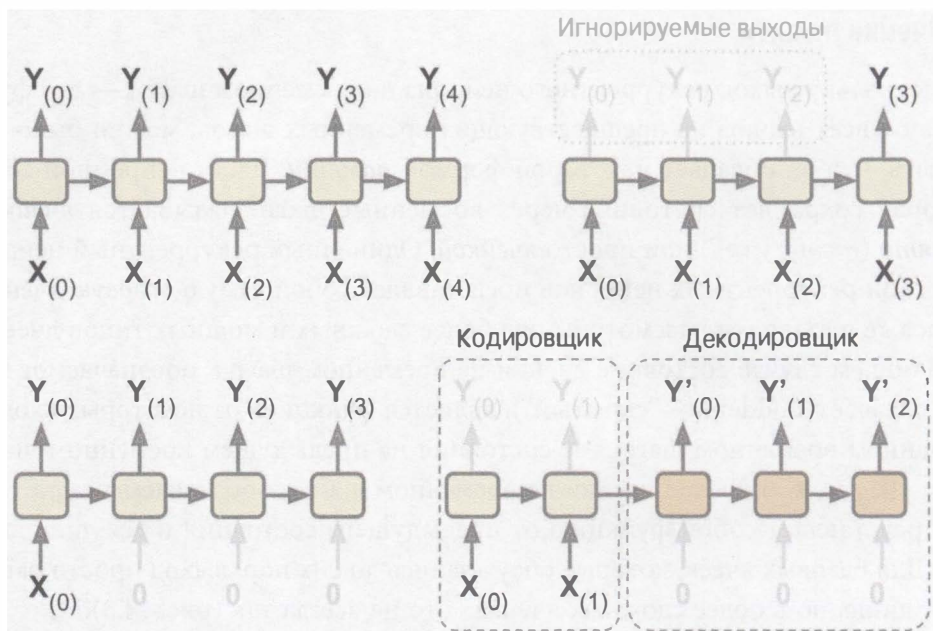 Игнорируемые выходы
Y(0) Y(1) Y(2) Y(3) Y(4)
Y(0) Y(1) Y(2) Y(3)
X(0) X(1) X(2) X(3) X(4)
X(0) X(1) X(2) X(3)
Кодировщик Декодировщик
Y(0) Y(1) Y(2) Y(3)
Y(0) Y(1) Y'(0) Y'(1) Y'(2)
X(0) 0 0 0
X(0) X(1) 0 0 0